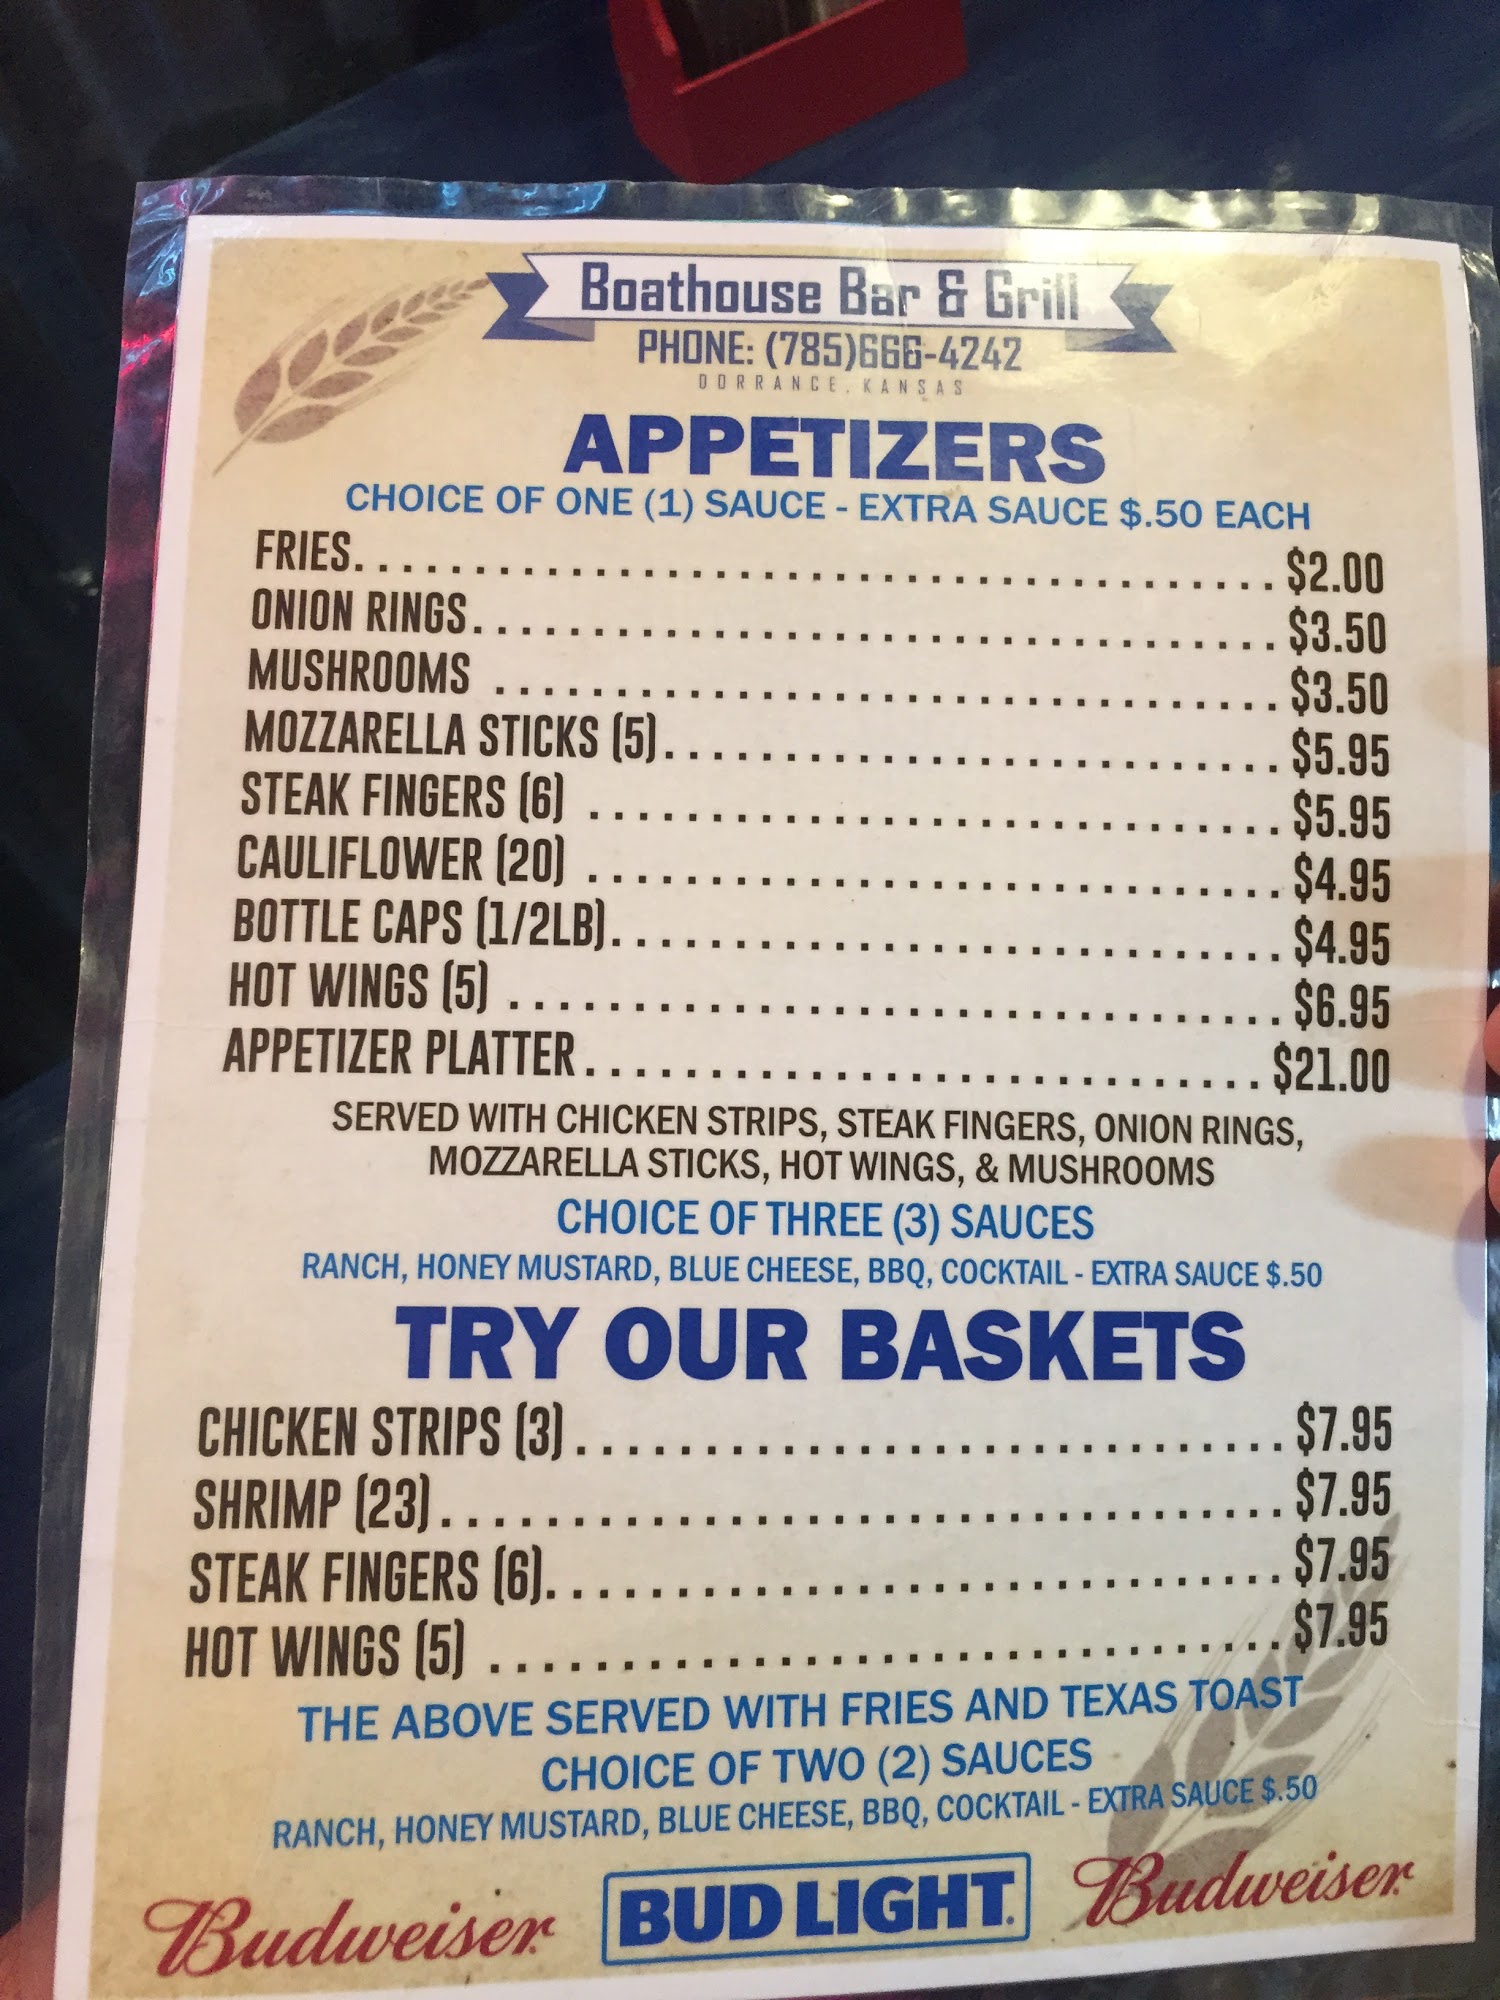 Boathouse Bar & Grill
PHONE: (785)666-4242
DORRANCE, KANSAS
APPETIZERS
CHOICE OF ONE (1) SAUCE - EXTRA SAUCE $.50 EACH
FRIES. . . . . . . . . . . . . . . . . . . . . . . . . . . . . . . . . . . . . . $2.00
ONION RINGS. . . . . . . . . . . . . . . . . . . . . . . . . . . . . . . . . $3.50
MUSHROOMS . . . . . . . . . . . . . . . . . . . . . . . . . . . . . . . . $3.50
MOZZARELLA STICKS (5). . . . . . . . . . . . . . . . . . . . . . . . . $5.95
STEAK FINGERS (6) . . . . . . . . . . . . . . . . . . . . . . . . . . . . $5.95
CAULIFLOWER (20) . . . . . . . . . . . . . . . . . . . . . . . . . . . . $4.95
BOTTLE CAPS (1/2LB). . . . . . . . . . . . . . . . . . . . . . . . . . . $4.95
HOT WINGS (5) . . . . . . . . . . . . . . . . . . . . . . . . . . . . . . . $6.95
APPETIZER PLATTER. . . . . . . . . . . . . . . . . . . . . . . . . . . $21.00
SERVED WITH CHICKEN STRIPS, STEAK FINGERS, ONION RINGS,
MOZZARELLA STICKS, HOT WINGS, & MUSHROOMS
CHOICE OF THREE (3) SAUCES
RANCH, HONEY MUSTARD, BLUE CHEESE, BBQ, COCKTAIL - EXTRA SAUCE $.50
TRY OUR BASKETS
CHICKEN STRIPS (3). . . . . . . . . . . . . . . . . . . . . . . . . . . $7.95
SHRIMP (23). . . . . . . . . . . . . . . . . . . . . . . . . . . . . . . . $7.95
STEAK FINGERS (6). . . . . . . . . . . . . . . . . . . . . . . . . . . . $7.95
HOT WINGS (5) . . . . . . . . . . . . . . . . . . . . . . . . . . . . . . $7.95
THE ABOVE SERVED WITH FRIES AND TEXAS TOAST
CHOICE OF TWO (2) SAUCES
RANCH, HONEY MUSTARD, BLUE CHEESE, BBQ, COCKTAIL - EXTRA SAUCE $.50
Budweiser BUD LIGHT Budweiser